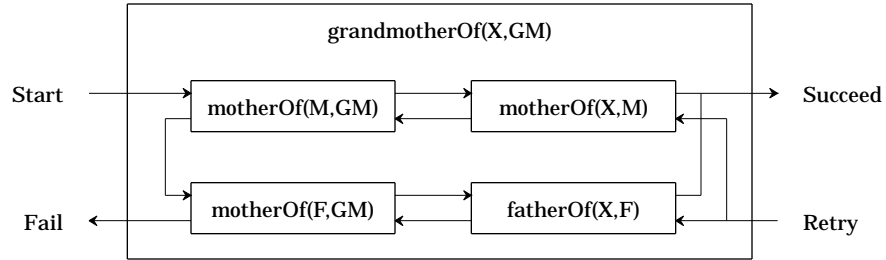 grandmotherOf(X,GM)
Start
motherOf(M,GM)
motherOf(X,M)
Succeed
Fail
motherOf(F,GM)
fatherOf(X,F)
Retry